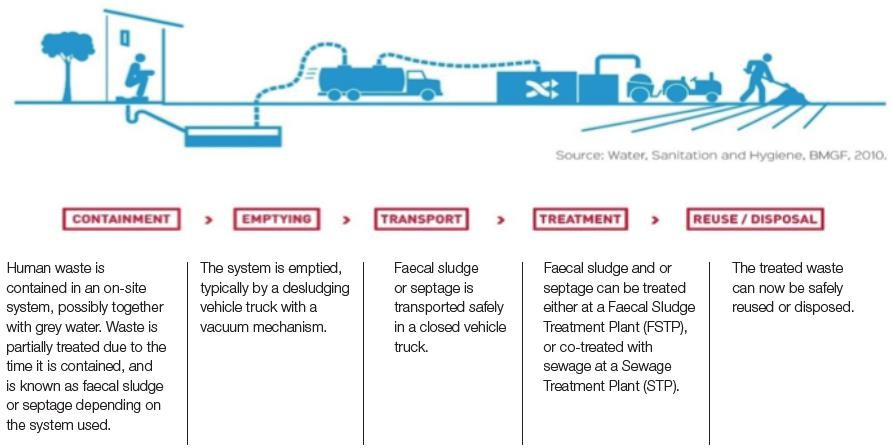 Source: Water, Sanitation and Hygiene, BMGF, 2010.
CONTAINMENT > EMPTYING > TRANSPORT > TREATMENT > REUSE / DISPOSAL
Human waste is
contained in an on-site
system, possibly together
with grey water. Waste is
partially treated due to the
time it is contained, and
is known as faecal sludge
or septage depending on
the system used.
The system is emptied,
typically by a desludging
vehicle truck with a
vacuum mechanism.
Faecal sludge
or septage is
transported safely
in a closed vehicle
truck.
Faecal sludge and or
septage can be treated
either at a Faecal Sludge
Treatment Plant (FSTP),
or co-treated with
sewage at a Sewage
Treatment Plant (STP).
The treated waste
can now be safely
reused or disposed.